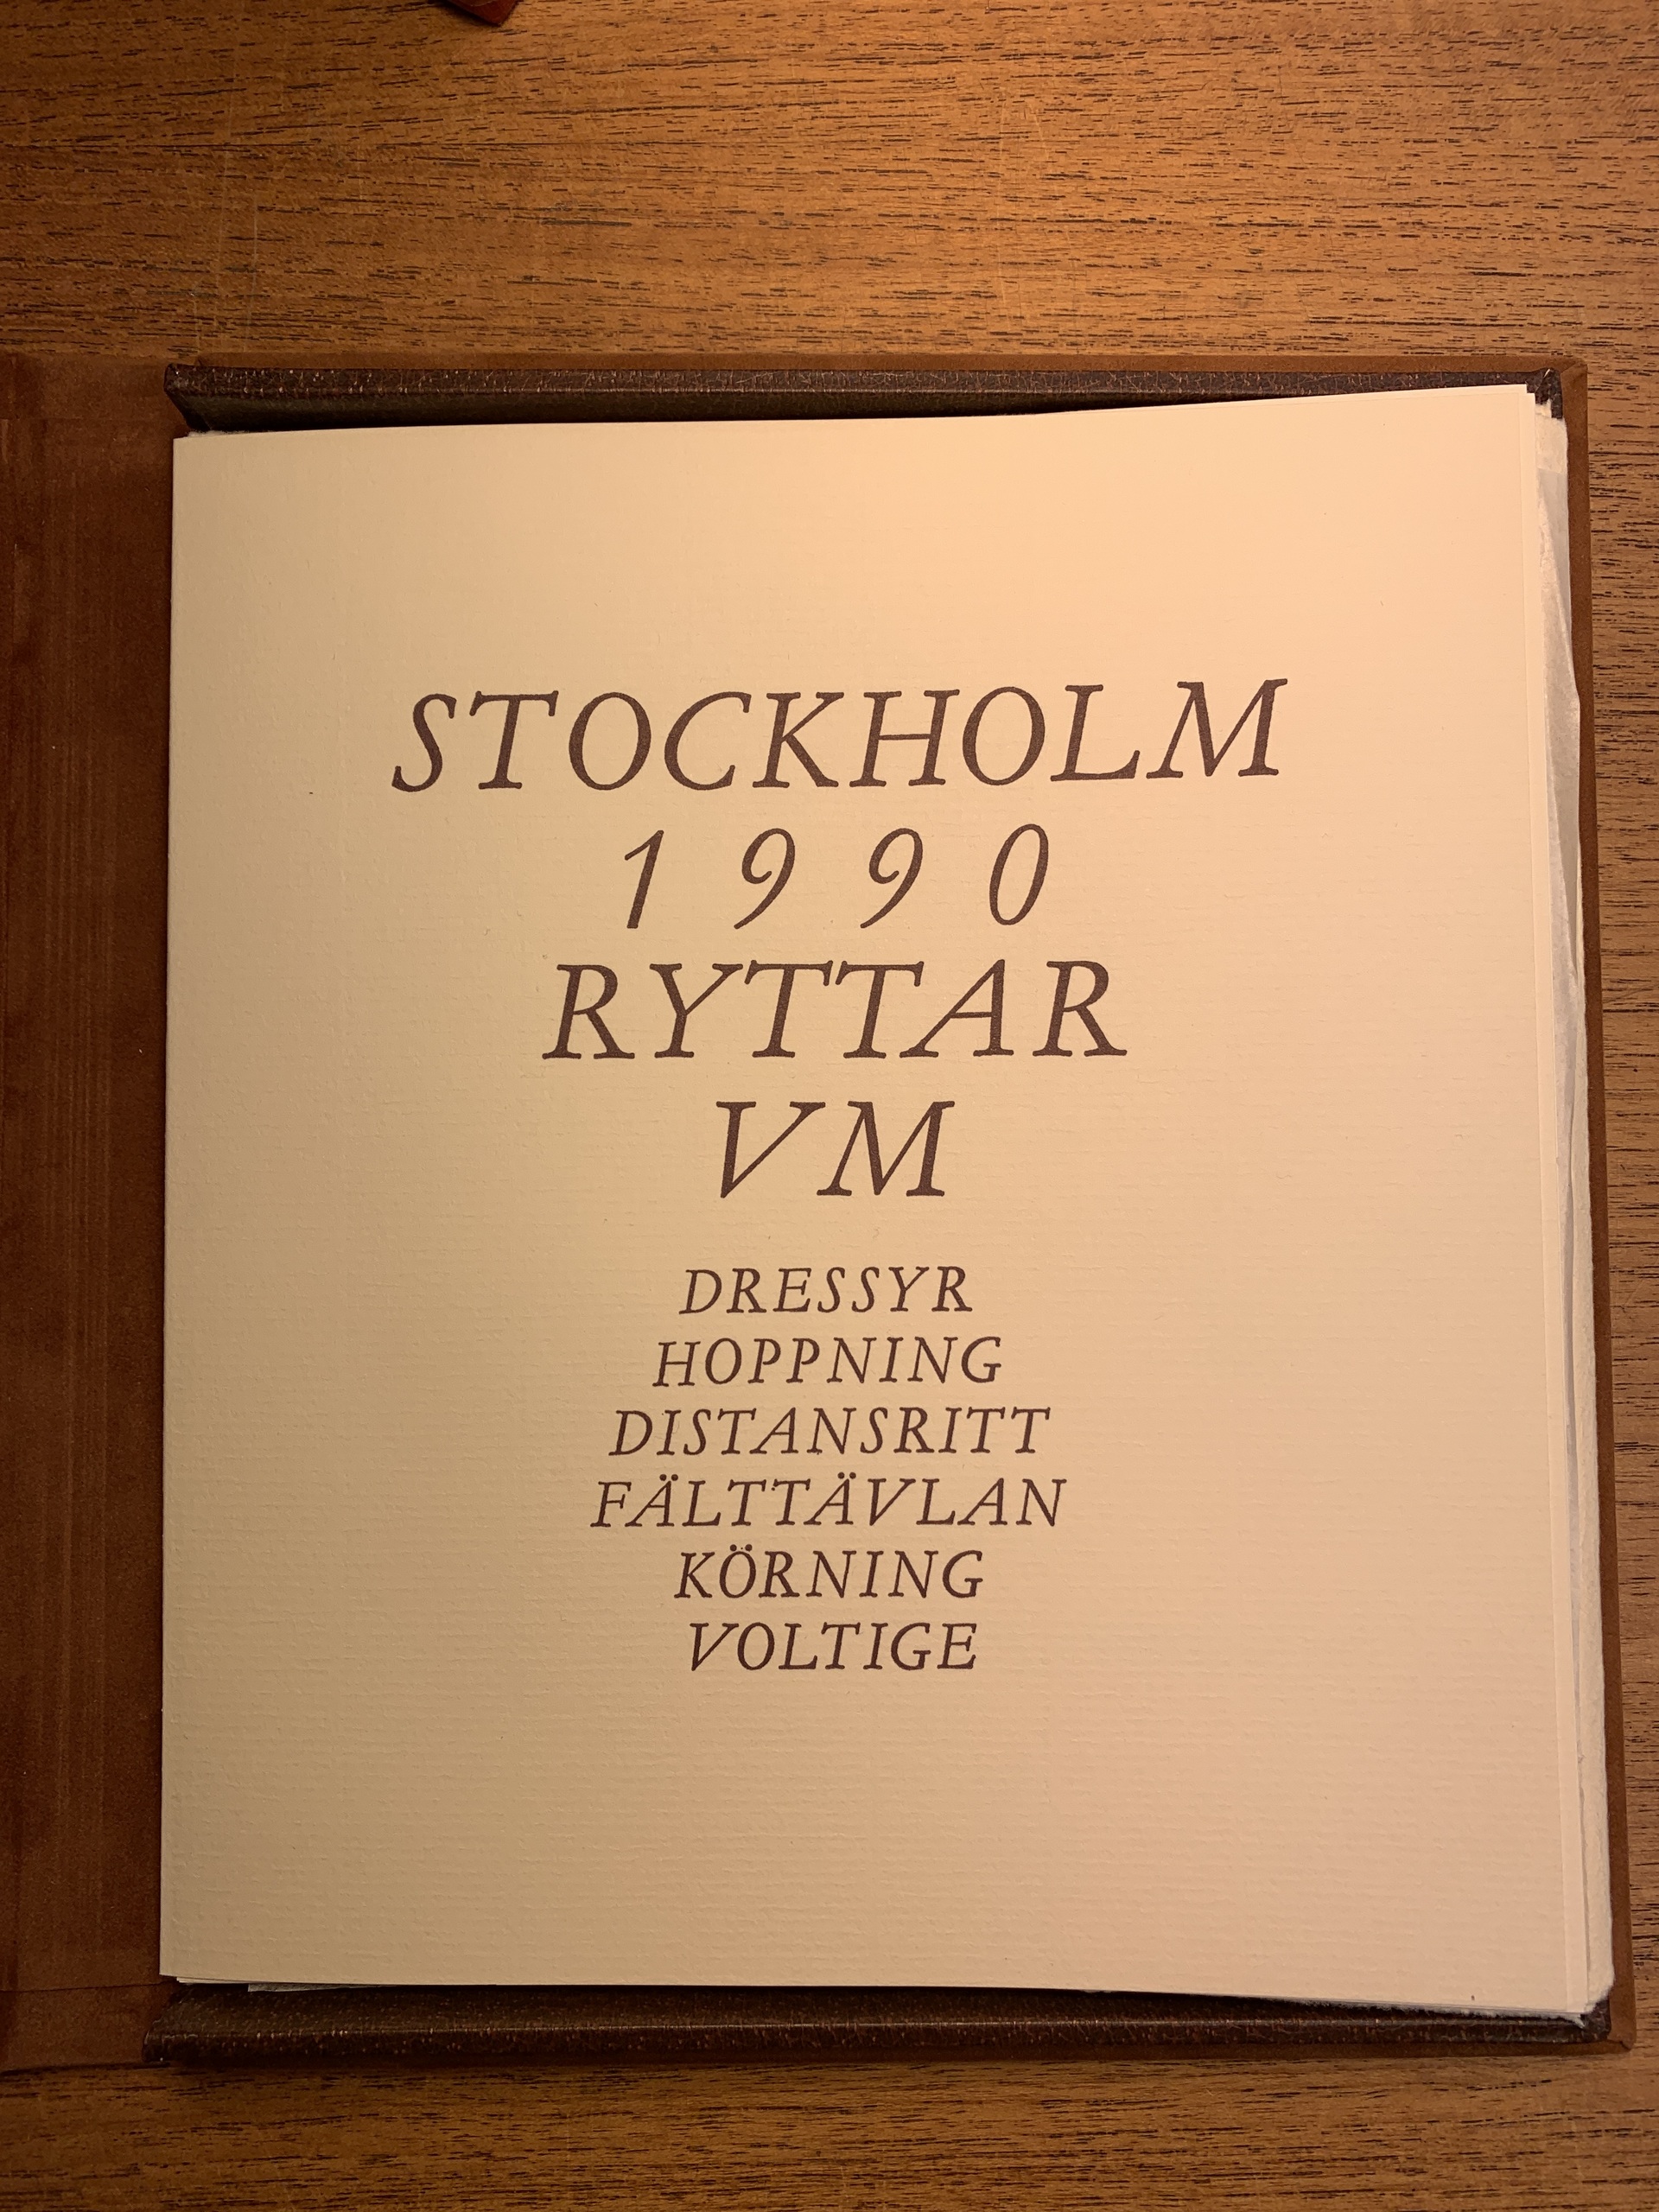 STOCKHOLM
1990
RYTTAR
VM
DRESSYR
HOPPNING
DISTANSRITT
FÄLTTÄVLAN
KÖRNING
VOLTIGE